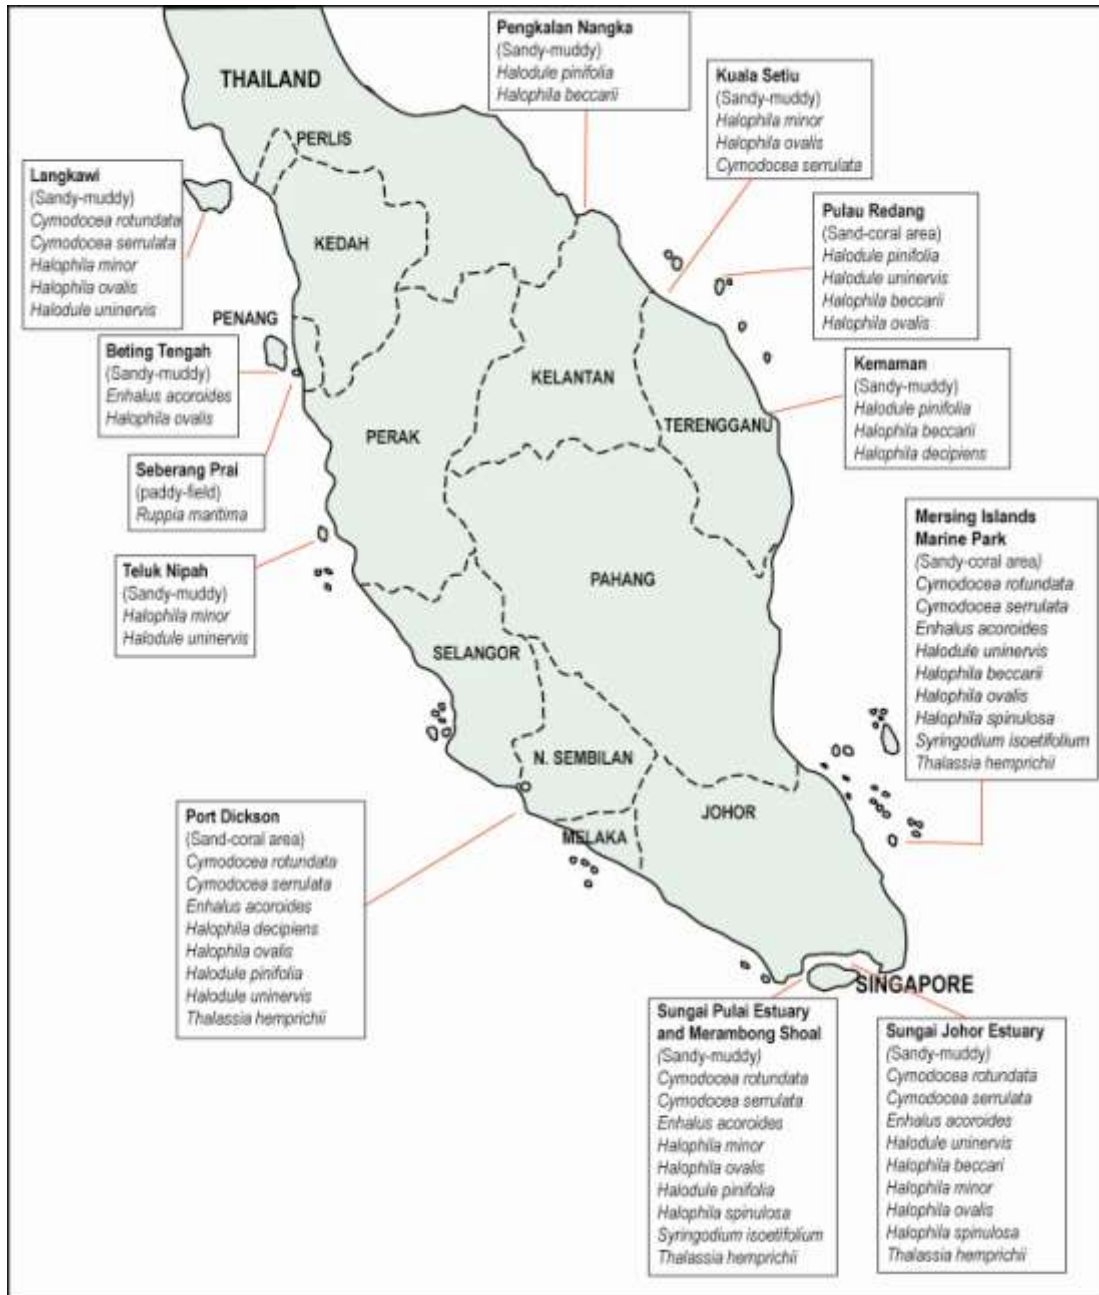 Pengkalan Nangka
(Sandy-muddy)
Halodule pinifolia
Halophila beccarii
Kuala Setiu
(Sandy-muddy)
Halophila minor
Halophila ovalis
Cymodocea serrulata
THAILAND
PERLIS
Langkawi
(Sandy-muddy)
Cymodocea rotundata
Cymodocea serrulata
Halophila minor
Halophila ovalis
Halodule uninervis
KEDAH
Pulau Redang
(Sand-coral area)
Halodule pinifolia
Halodule uninervis
Halophila beccarii
Halophila ovalis
PENANG
Beting Tengah
(Sandy-muddy)
Enhalus acoroides
Halophila ovalis
KELANTAN
Kemaman
(Sandy-muddy)
Halodule pinifolia
Halophila beccarii
Halophila decipiens
PERAK
TERENGGANU
Seberang Prai
(paddy-field)
Ruppia maritima
Teluk Nipah
(Sandy-muddy)
Halophila minor
Halodule uninervis
PAHANG
Mersing Islands
Marine Park
(Sandy-coral area)
Cymodocea rotundata
Cymodocea serrulata
Enhalus acoroides
Halodule uninervis
Halophila beccarii
Halophila ovalis
Halophila spinulosa
Syringodium isoetifolium
Thalassia hemprichii
SELANGOR
N. SEMBILAN
JOHOR
MELAKA
Port Dickson
(Sand-coral area)
Cymodocea rotundata
Cymodocea serrulata
Enhalus acoroides
Halophila decipiens
Halophila ovalis
Halodule pinifolia
Halodule uninervis
Thalassia hemprichii
SINGAPORE
Sungai Pulai Estuary
and Merambong Shoal
(Sandy-muddy)
Cymodocea rotundata
Cymodocea serrulata
Enhalus acoroides
Halophila minor
Halophila ovalis
Halodule pinifolia
Halophila spinulosa
Syringodium isoetifolium
Thalassia hemprichii
Sungai Johor Estuary
(Sandy-muddy)
Cymodocea rotundata
Cymodocea serrulata
Enhalus acoroides
Halodule uninervis
Halophila beccari
Halophila minor
Halophila ovalis
Halophila spinulosa
Thalassia hemprichii